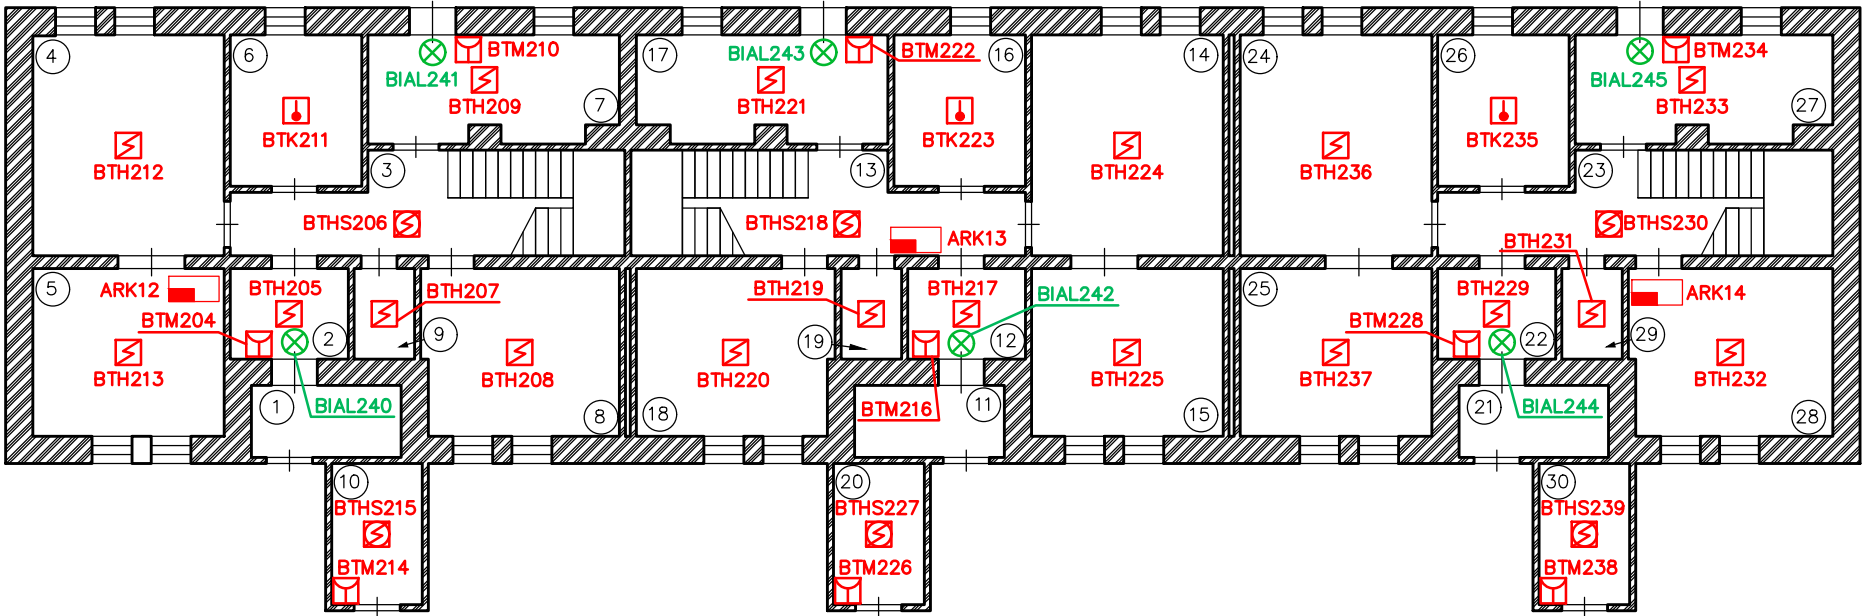 4
6
BIAL241
BTM210
BTH209
7
17
BIAL243
BTM222
BTH221
16
14
24
26
BIAL245
BTM234
BTH233
27
BTH212
BTK211
3
13
BTK223
BTH224
BTH236
BTK235
23
BTHS206
BTHS218
ARK13
BTHS230
BTH231
5
ARK12
BTH205
BTH207
BTM204
2
9
BTH213
BTH208
BTH219
BTH217
BIAL242
19
12
BTH220
25
BTH229
BTM228
22
29
ARK14
BTH225
BTH237
BTH232
1
BIAL240
8
18
BTM216
11
15
21
BIAL244
28
10
BTHS215
BTM214
20
BTHS227
BTM226
30
BTHS239
BTM238